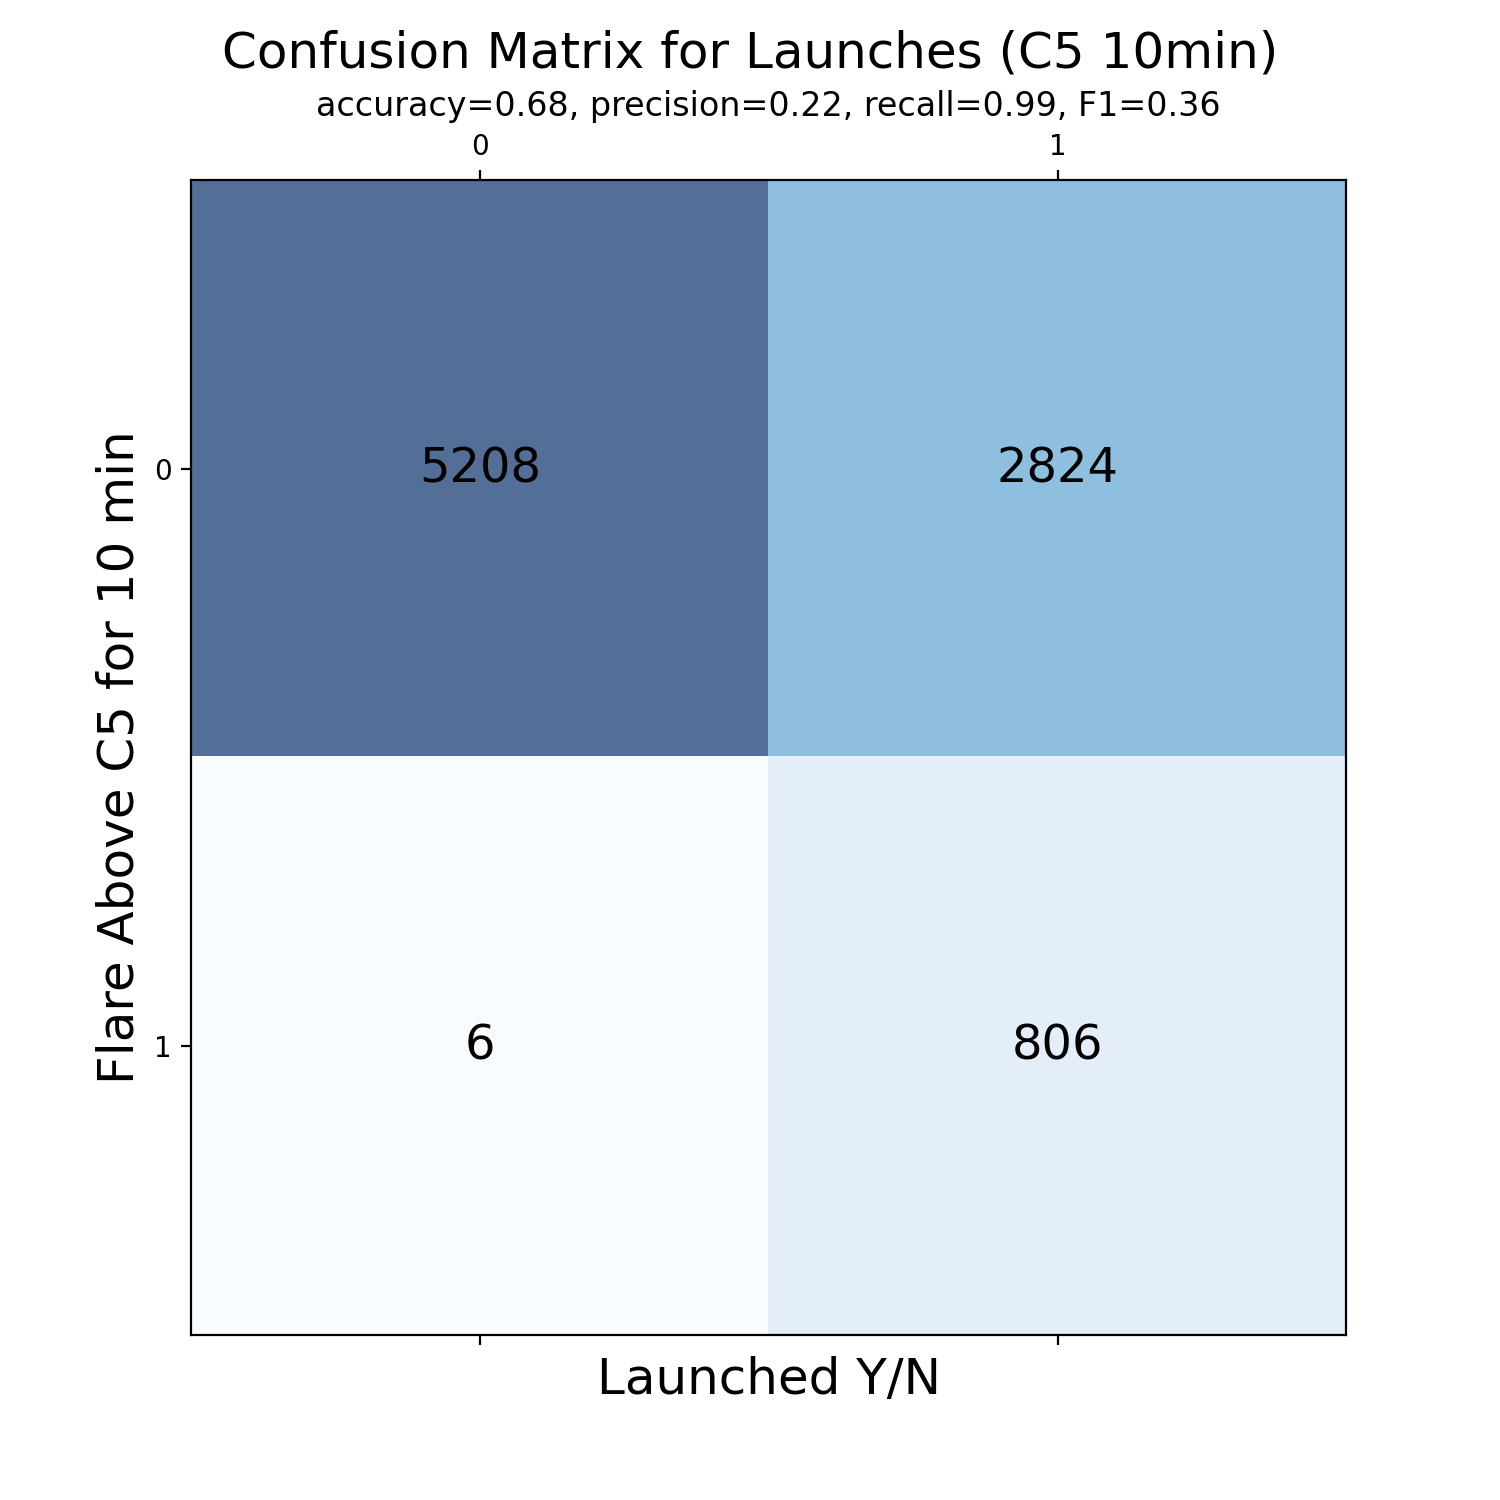 Confusion Matrix for Launches (C5 10min)
accuracy=0.68, precision=0.22, recall=0.99, F1=0.36
0 1
Flare Above C5 for 10 min
0
5208 2824
1
6 806
Launched Y/N